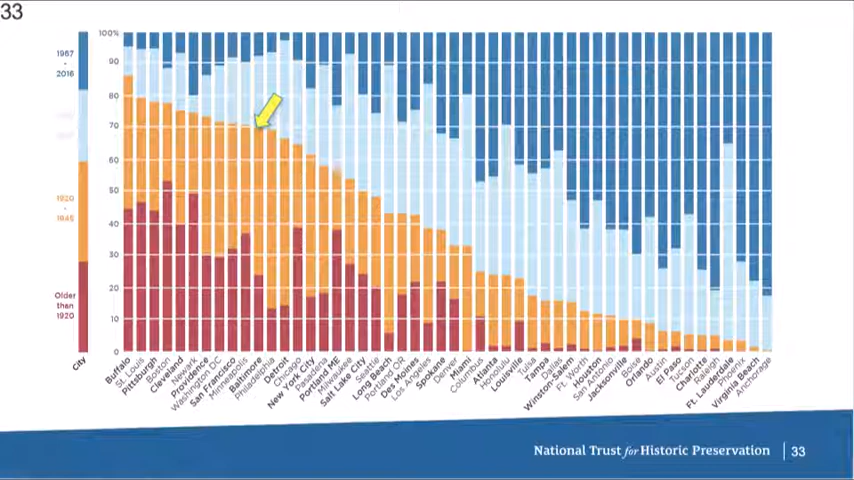 33
100%
90
80
70
60
50
40
30
20
10
0
1967
-
2016
1920
-
1945
Older
than
1920
City
Buffalo
St. Louis
Pittsburgh
Boston
Cleveland
Newark
Providence
Washington DC
San Francisco
Minneapolis
Baltimore
Philadelphia
Detroit
Chicago
New York City
Pasadena
Portland ME
Milwaukee
Salt Lake City
Seattle
Long Beach
Portland OR
Des Moines
Los Angeles
Spokane
Denver
Miami
Columbus
Atlanta
Honolulu
Louisville
Tulsa
Tampa
Dallas
Winston-Salem
Ft. Worth
Houston
San Antonio
Jacksonville
Boise
Orlando
Austin
El Paso
Tucson
Charlotte
Raleigh
Ft. Lauderdale
Phoenix
Virginia Beach
Anchorage
National Trust for Historic Preservation | 33